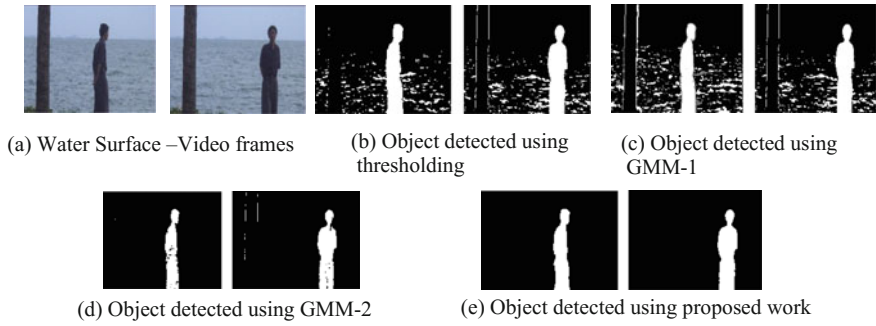 (a) Water Surface –Video frames
(b) Object detected using
thresholding
(c) Object detected using
GMM-1
(d) Object detected using GMM-2
(e) Object detected using proposed work